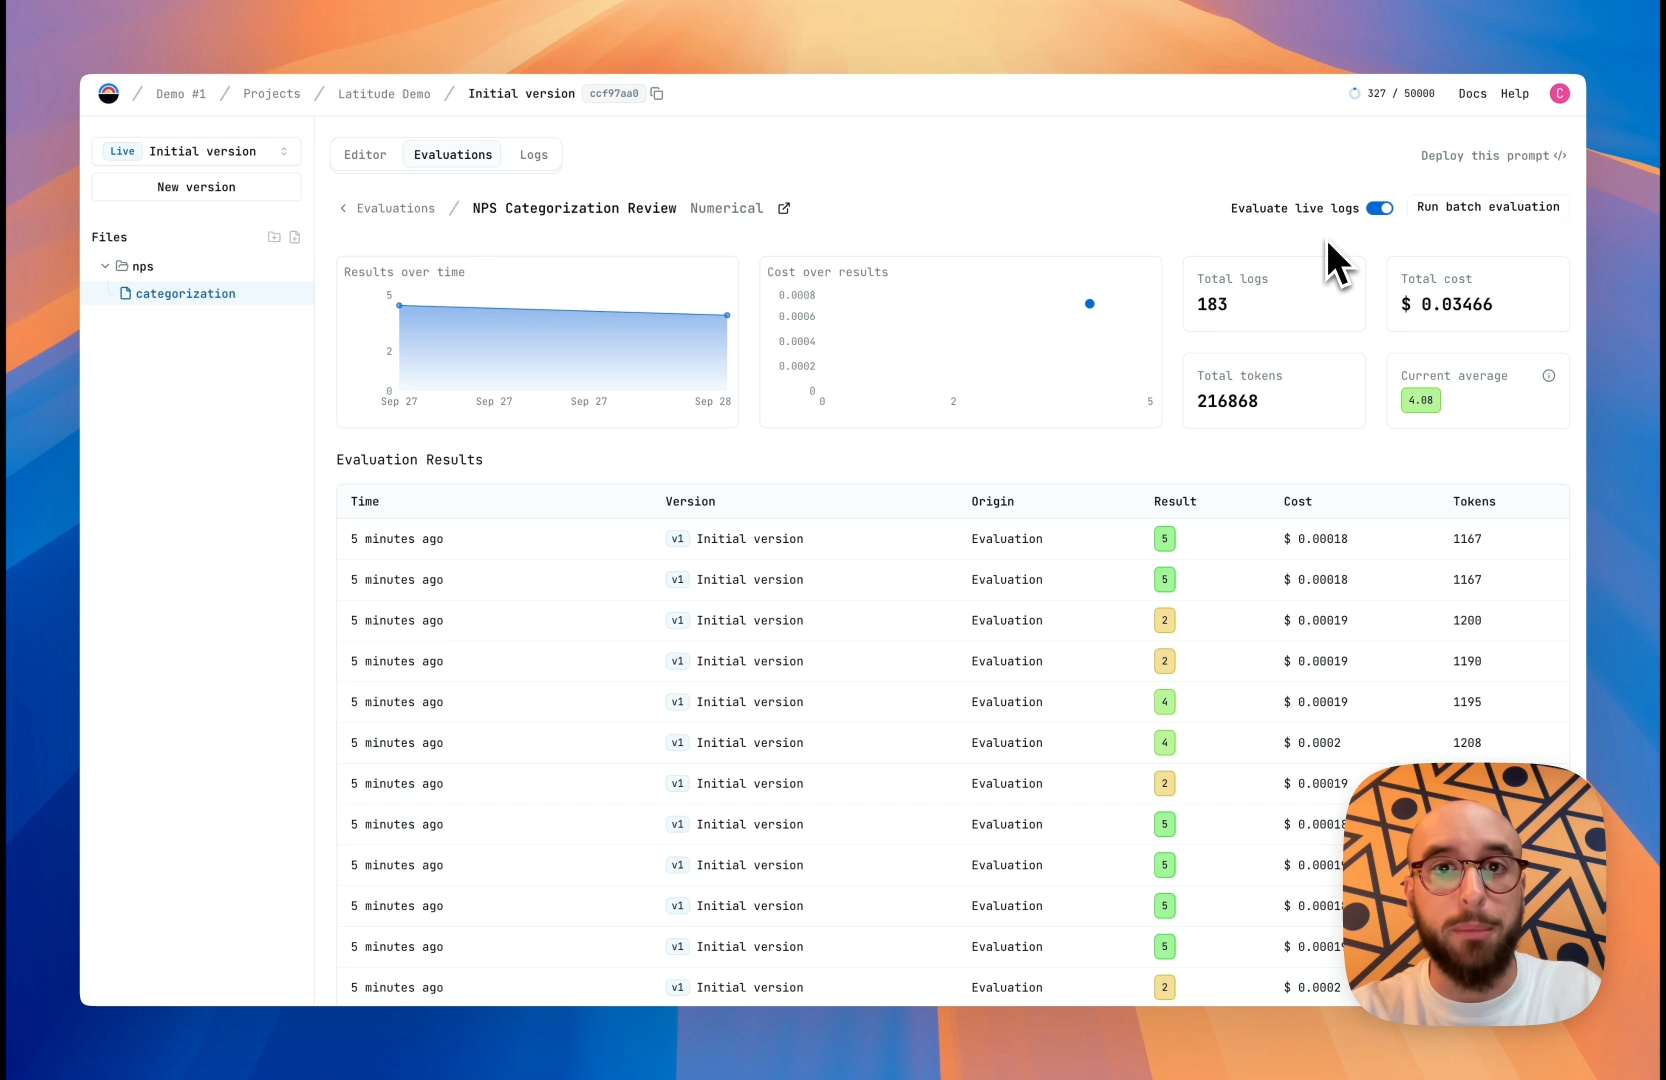 / Demo #1 / Projects / Latitude Demo / Initial version ccf97aa0
327 / 50000 Docs Help C
Live Initial version
New version
Files
nps
categorization
Editor Evaluations Logs
Deploy this prompt
Evaluations / NPS Categorization Review Numerical
Evaluate live logs Run batch evaluation
Results over time
5
2
0
Sep 27 Sep 27 Sep 27 Sep 28
Cost over results
0.0008
0.0006
0.0004
0.0002
0
0 2 5
Total logs
183
Total cost
$ 0.03466
Total tokens
216868
Current average
4.08
Evaluation Results
Time Version Origin Result Cost Tokens
5 minutes ago v1 Initial version Evaluation 5 $ 0.00018 1167
5 minutes ago v1 Initial version Evaluation 5 $ 0.00018 1167
5 minutes ago v1 Initial version Evaluation 2 $ 0.00019 1200
5 minutes ago v1 Initial version Evaluation 2 $ 0.00019 1190
5 minutes ago v1 Initial version Evaluation 4 $ 0.00019 1195
5 minutes ago v1 Initial version Evaluation 4 $ 0.0002 1208
5 minutes ago v1 Initial version Evaluation 2 $ 0.00019
5 minutes ago v1 Initial version Evaluation 5 $ 0.00018
5 minutes ago v1 Initial version Evaluation 5 $ 0.00019
5 minutes ago v1 Initial version Evaluation 5 $ 0.00018
5 minutes ago v1 Initial version Evaluation 5 $ 0.00019
5 minutes ago v1 Initial version Evaluation 2 $ 0.0002